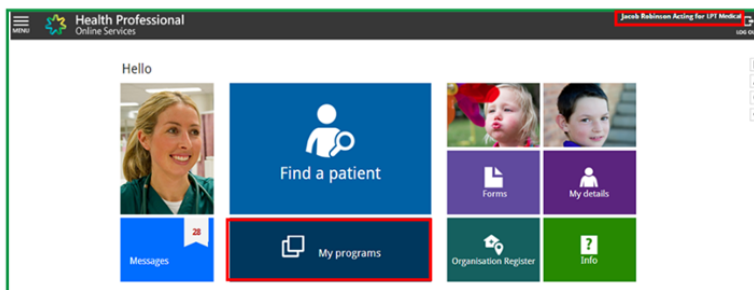 MENU
Health Professional
Online Services
Jacob Robinson Acting for LPT Medical
Hello
Find a patient
Forms
My details
28
Messages
My programs
Organisation Register
?
Info